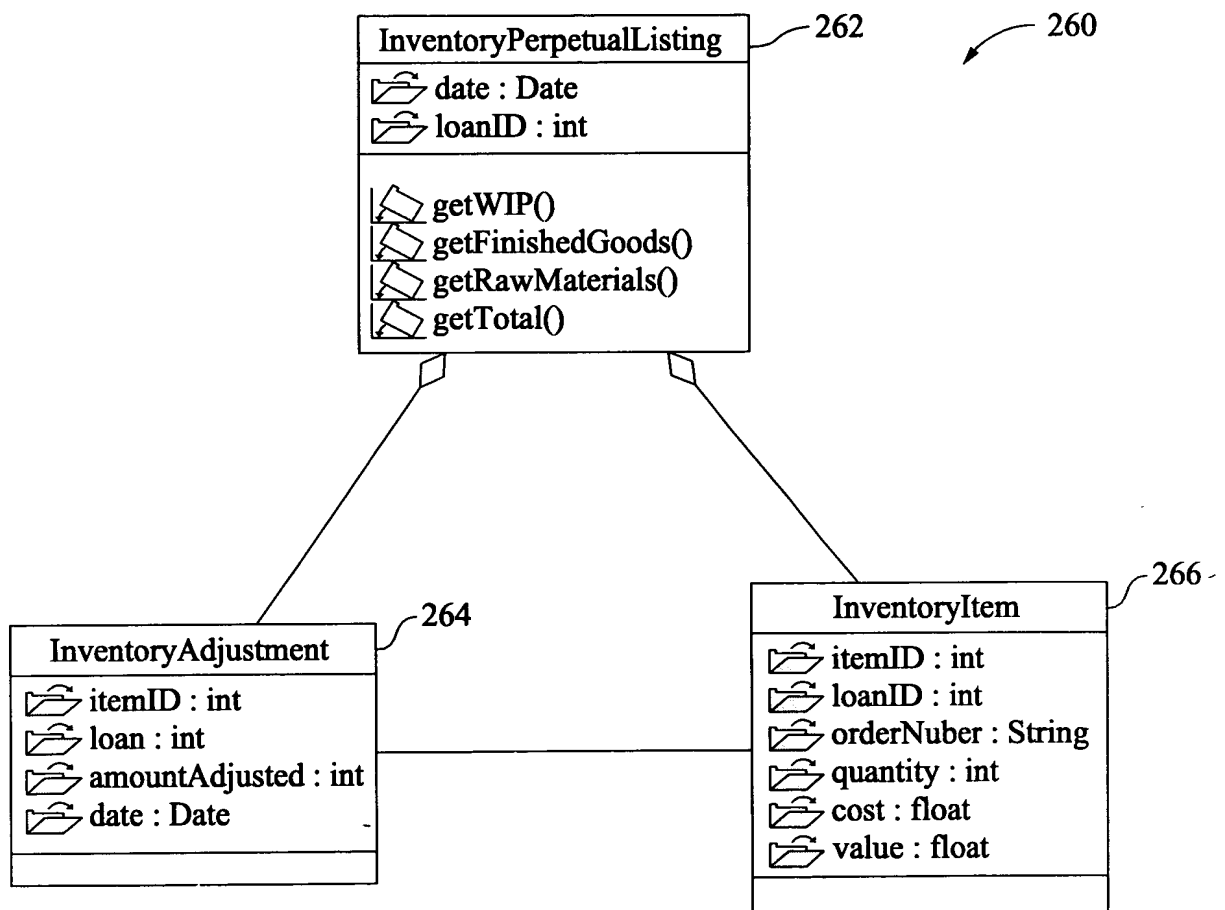 InventoryPerpetualListing
262
260
date : Date
loanID : int
getWIP()
getFinishedGoods()
getRawMaterials()
getTotal()
264
InventoryAdjustment
itemID : int
loan : int
amountAdjusted : int
date : Date
266
InventoryItem
itemID : int
loanID : int
orderNuber : String
quantity : int
cost : float
value : float